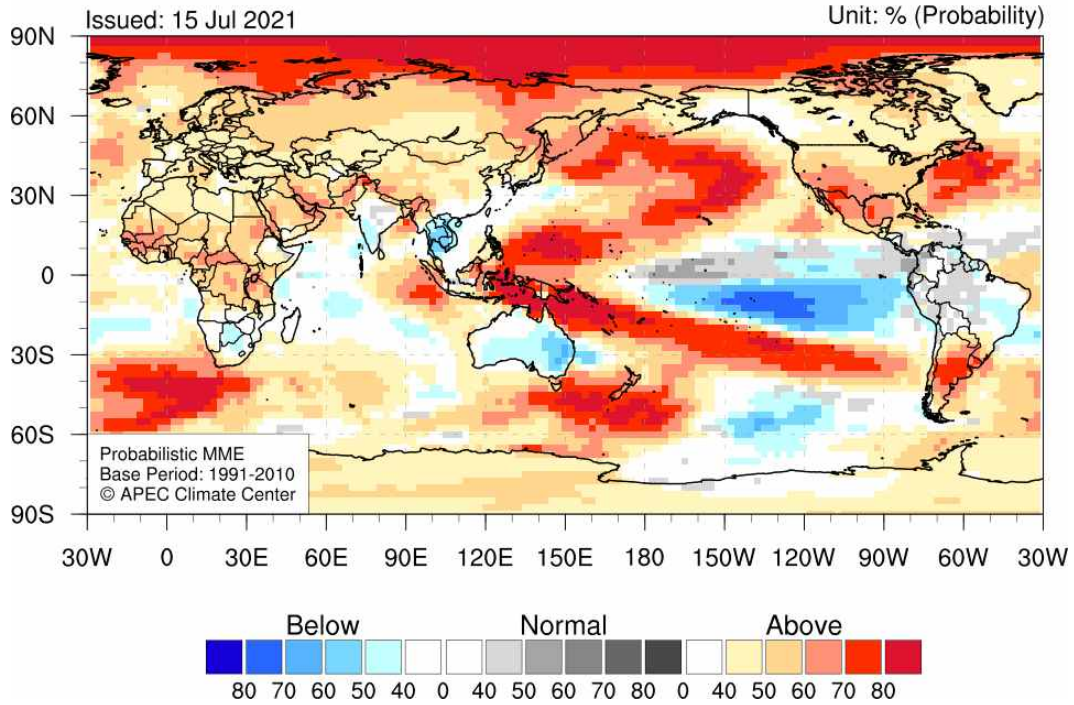 Issued: 15 Jul 2021 Unit: % (Probability)
90N
60N
30N
0
30S
60S
90S
Probabilistic MME
Base Period: 1991-2010
© APEC Climate Center
30W 0 30E 60E 90E 120E 150E 180 150W 120W 90W 60W 30W
Below Normal Above
80 70 60 50 40 0 40 50 60 70 80 0 40 50 60 70 80